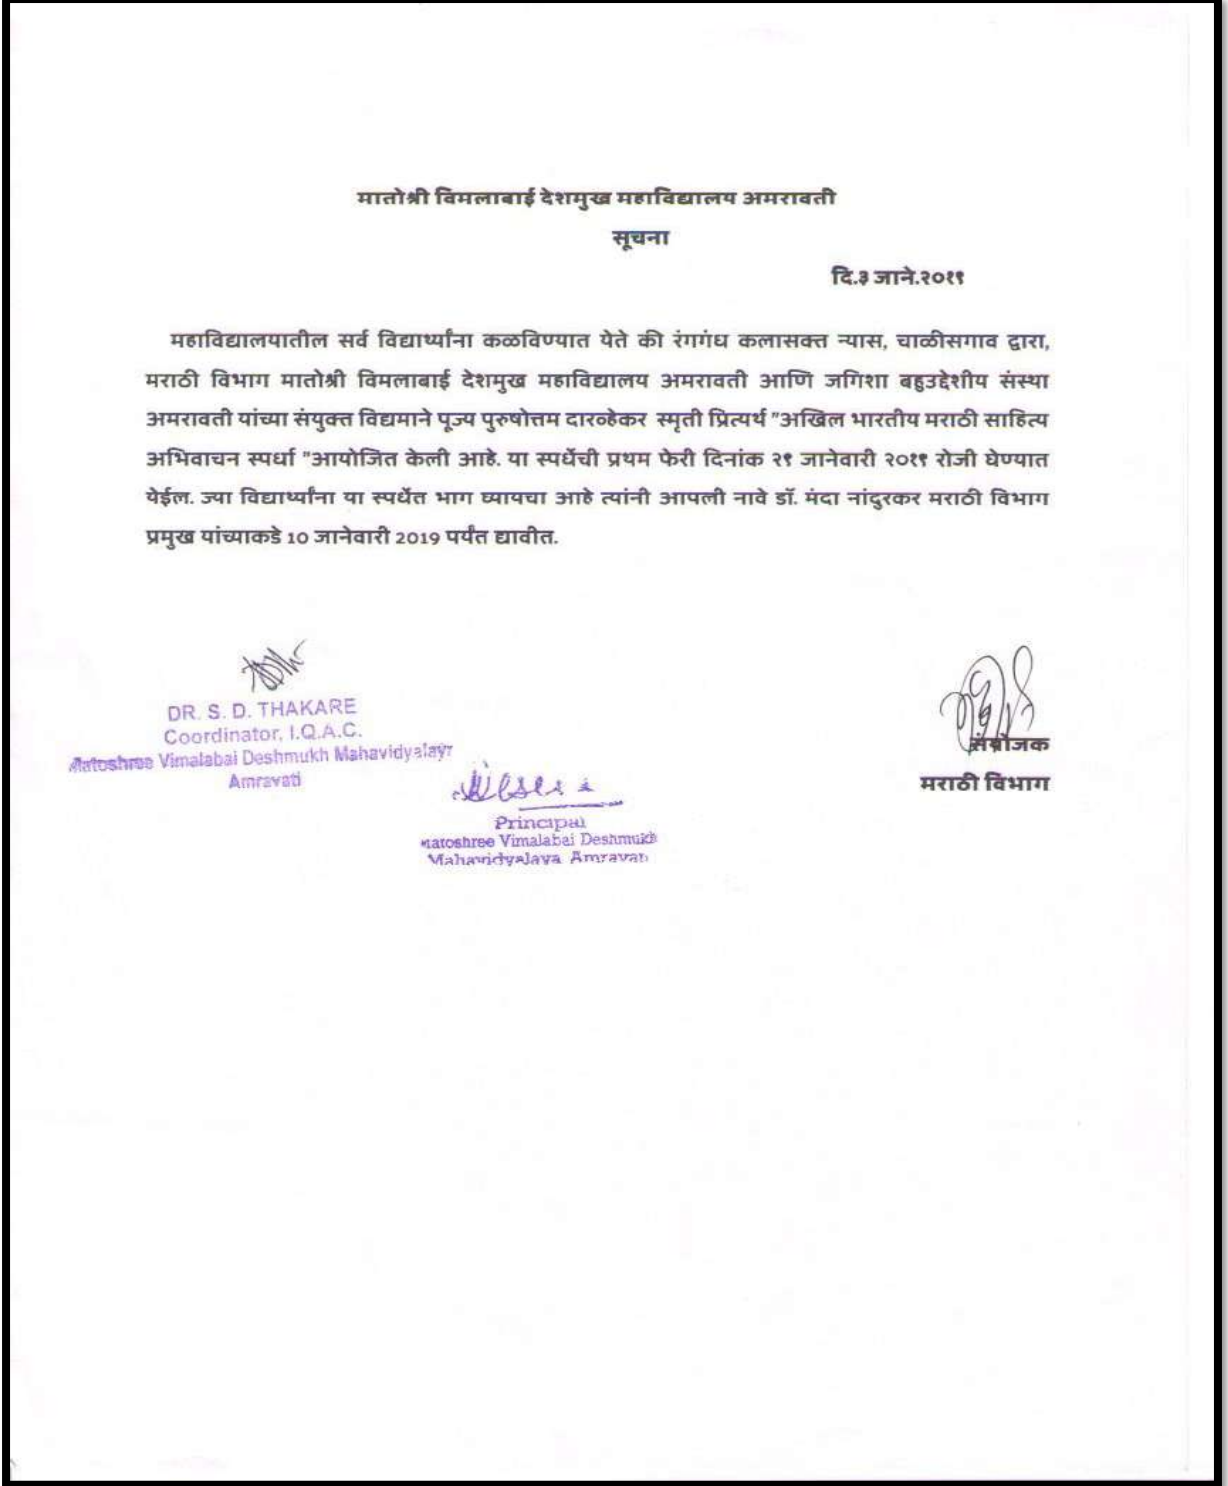 मातोश्री विमलाबाई देशमुख महाविद्यालय अमरावती
सूचना
दि.३ जाने.२०१९
महाविद्यालयातील सर्व विद्यार्थ्यांना कळविण्यात येते की रंगगंध कलासक्त न्यास, चाळीसगाव द्वारा,
मराठी विभाग मातोश्री विमलाबाई देशमुख महाविद्यालय अमरावती आणि जगिशा बहुउद्देशीय संस्था
अमरावती यांच्या संयुक्त विद्यमाने पूज्य पुरुषोत्तम दारव्हेकर स्मृती प्रित्यर्थ "अखिल भारतीय मराठी साहित्य
अभिवाचन स्पर्धा "आयोजित केली आहे. या स्पर्धेची प्रथम फेरी दिनांक २९ जानेवारी २०१९ रोजी घेण्यात
येईल. ज्या विद्यार्थ्यांना या स्पर्धेत भाग घ्यायचा आहे त्यांनी आपली नावे डॉ. मंदा नांदुरकर मराठी विभाग
प्रमुख यांच्याकडे 10 जानेवारी 2019 पर्यंत द्यावीत.
DR. S. D. THAKARE
Coordinator, I.Q.A.C.
Matoshree Vimalabai Deshmukh Mahavidyalaya
Amravati
Principal
Matoshree Vimalabai Deshmukh
Mahavidyalaya Amravati
संयोजक
मराठी विभाग